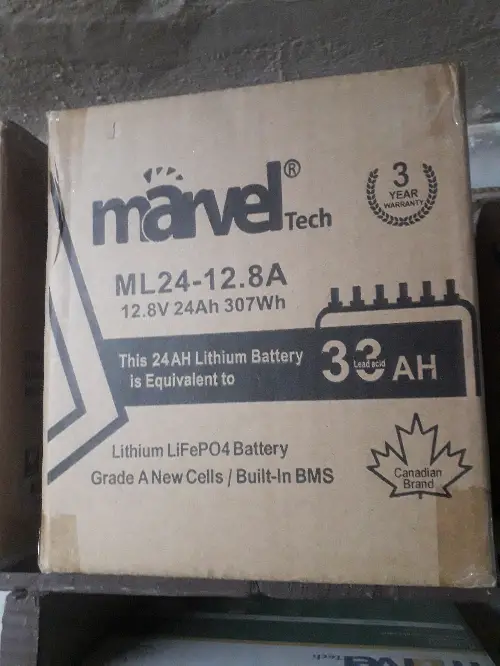 marvel®
Tech
3
YEAR
WARRANTY
ML24-12.8A
12.8V 24Ah 307Wh
This 24AH Lithium Battery
is Equivalent to
33 AH
Lead acid
Lithium LiFePO4 Battery
Grade A New Cells / Built-In BMS
Canadian
Brand
Tech